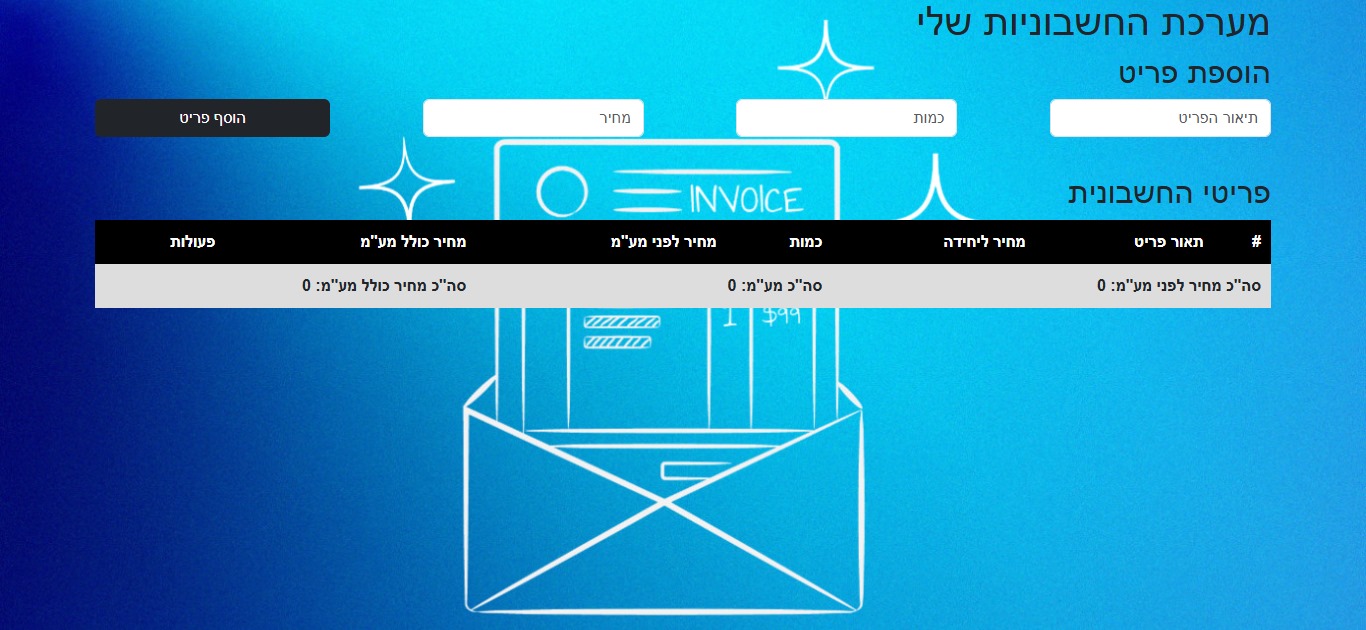 מערכת החשבוניות שלי
הוספת פריט
תיאור הפריט כמות מחיר הוסף פריט
INVOICE
פריטי החשבונית
# תאור פריט מחיר ליחידה כמות מחיר לפני מע"מ מחיר כולל מע"מ פעולות
סה"כ מחיר לפני מע"מ: 0 סה"כ מע"מ: 0 סה"כ מחיר כולל מע"מ: 0
1 $99